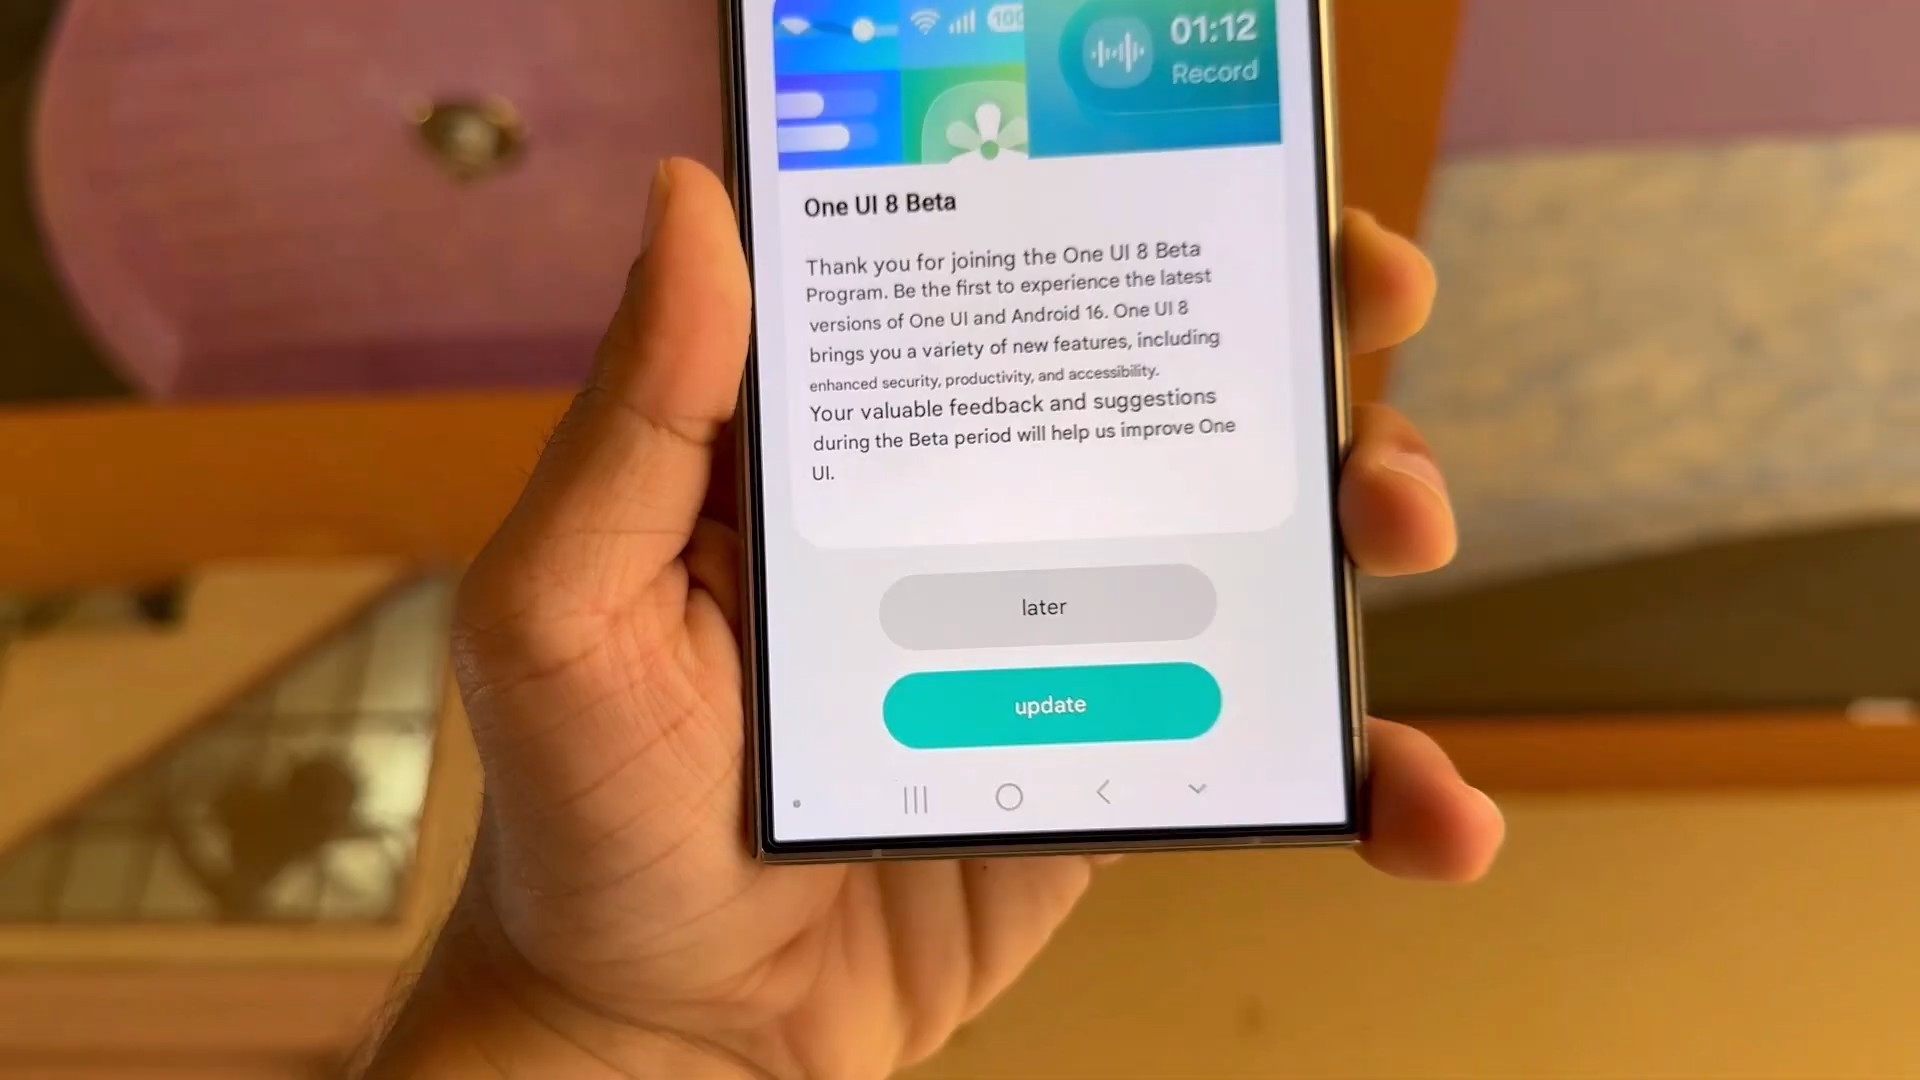 100
01:12
Record
One UI 8 Beta
Thank you for joining the One UI 8 Beta
Program. Be the first to experience the latest
versions of One UI and Android 16. One UI 8
brings you a variety of new features, including
enhanced security, productivity, and accessibility.
Your valuable feedback and suggestions
during the Beta period will help us improve One
UI.
later
update